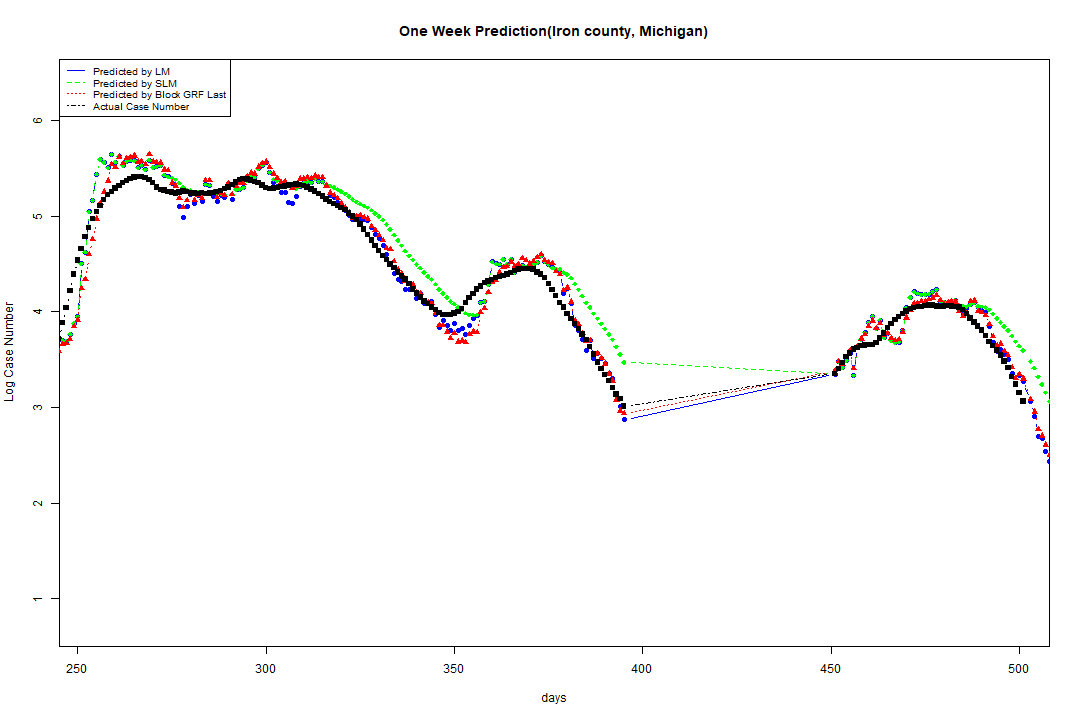 One Week Prediction(Iron county, Michigan)
Predicted by LM
Predicted by SLM
Predicted by Block GRF Last
Actual Case Number
6
5
4
3
2
1
Log Case Number
250 300 350 400 450 500
days